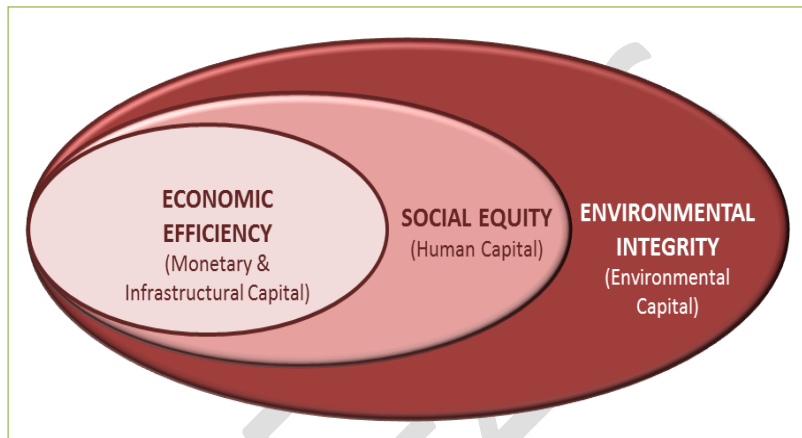 ECONOMIC
EFFICIENCY
(Monetary &
Infrastructural Capital)
SOCIAL EQUITY
(Human Capital)
ENVIRONMENTAL
INTEGRITY
(Environmental
Capital)